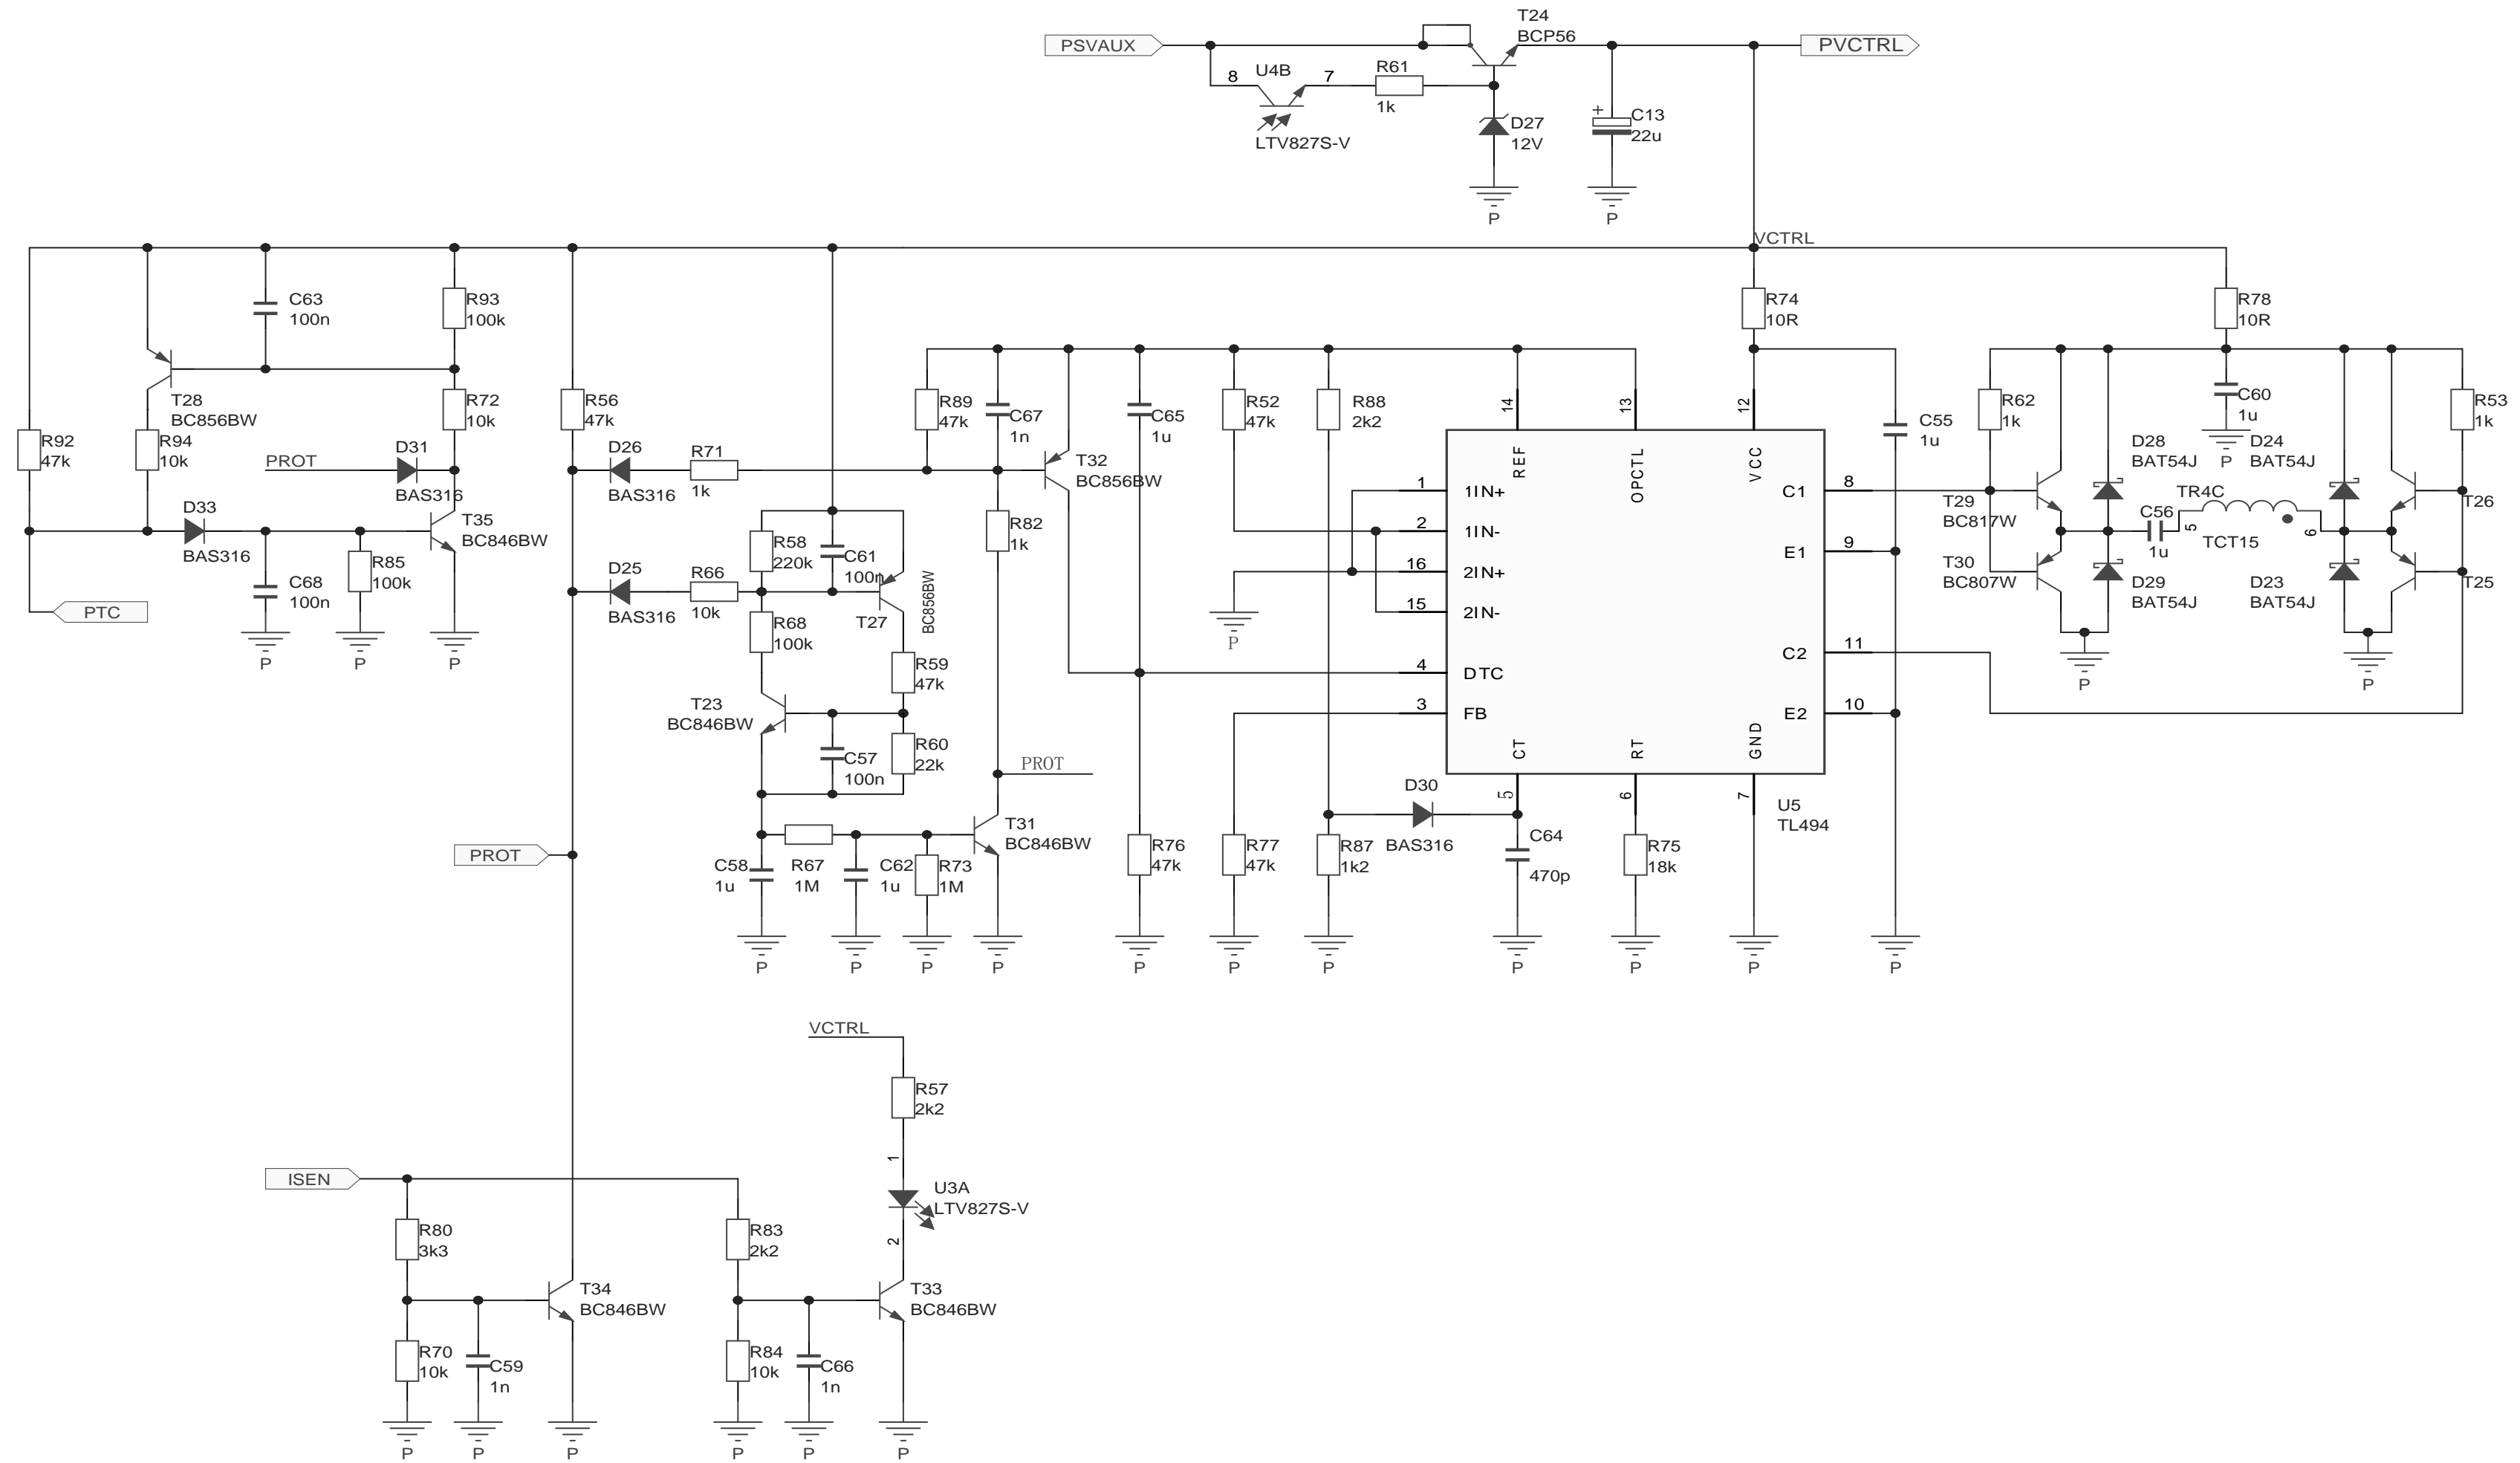 T24
BCP56
PSVAUX
PVCTRL
U4B
8
7
R61
1k
LTV827S-V
D27
12V
+
C13
22u
P
P
VCTRL
C63
100n
R93
100k
R74
10R
R78
10R
T28
BC856BW
R72
10k
R56
47k
R89
47k
C67
1n
C65
1u
R52
47k
R88
2k2
14
13
12
C55
1u
R62
1k
C60
1u
R53
1k
R92
47k
R94
10k
D31
BAS316
PROT
D26
BAS316
R71
1k
T32
BC856BW
REF
OPCTL
VCC
D28
BAT54J
P
D24
BAT54J
1
1IN+
C1
8
T29
BC817W
TR4C
T26
D33
BAS316
T35
BC846BW
R58
220k
C61
100n
R82
1k
2
1IN-
C56
1u
5
TCT15
6
E1
9
C68
100n
R85
100k
D25
BAS316
R66
10k
BC856BW
T27
16
2IN+
T30
BC807W
D29
BAT54J
D23
BAT54J
T25
PTC
R68
100k
15
2IN-
P
P
P
P
R59
47k
4
DTC
C2
11
P
P
T23
BC846BW
3
FB
E2
10
C57
100n
R60
22k
PROT
CT
RT
GND
D30
BAS316
5
6
7
U5
TL494
T31
BC846BW
PROT
C58
1u
R67
1M
C62
1u
R73
1M
R76
47k
R77
47k
R87
1k2
C64
470p
R75
18k
P
P
P
P
P
P
P
P
P
P
P
VCTRL
R57
2k2
1
ISEN
U3A
LTV827S-V
2
R80
3k3
R83
2k2
T34
BC846BW
T33
BC846BW
R70
10k
C59
1n
R84
10k
C66
1n
P
P
P
P
P
P